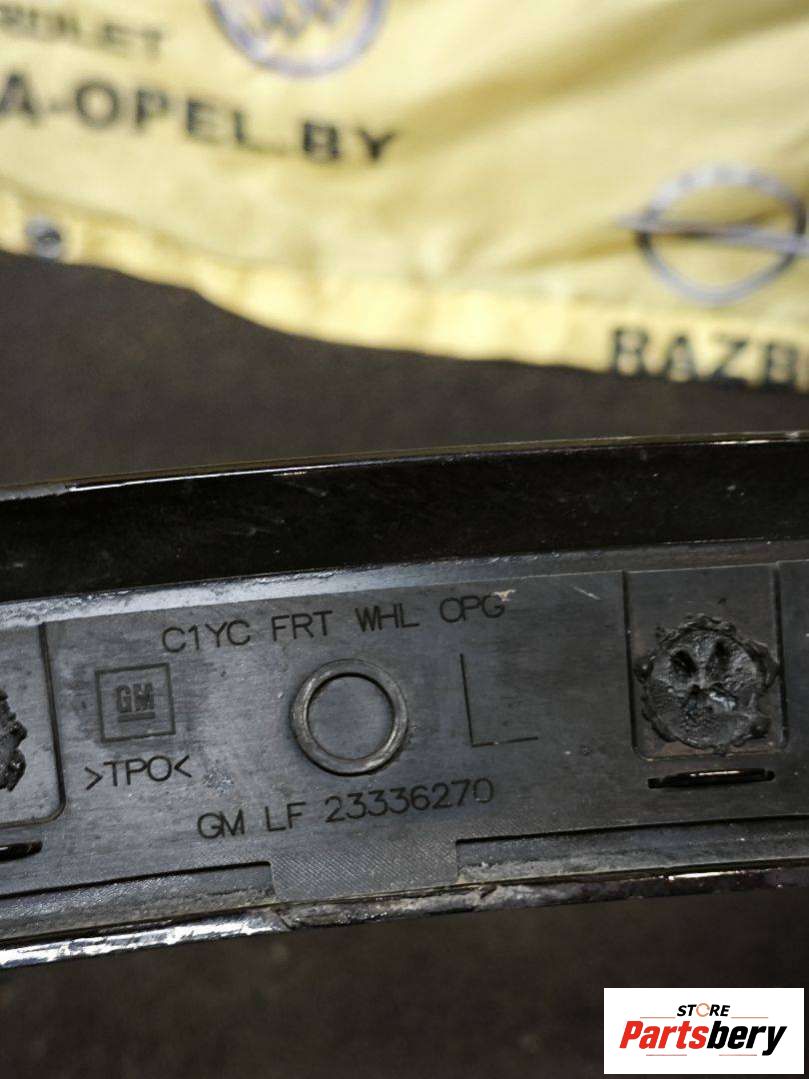 A-OPEL.BY
RAZB
C1YC FRT WHL OPG
GM
L
>TPO<
GM LF 23336270
STORE
Partsbery